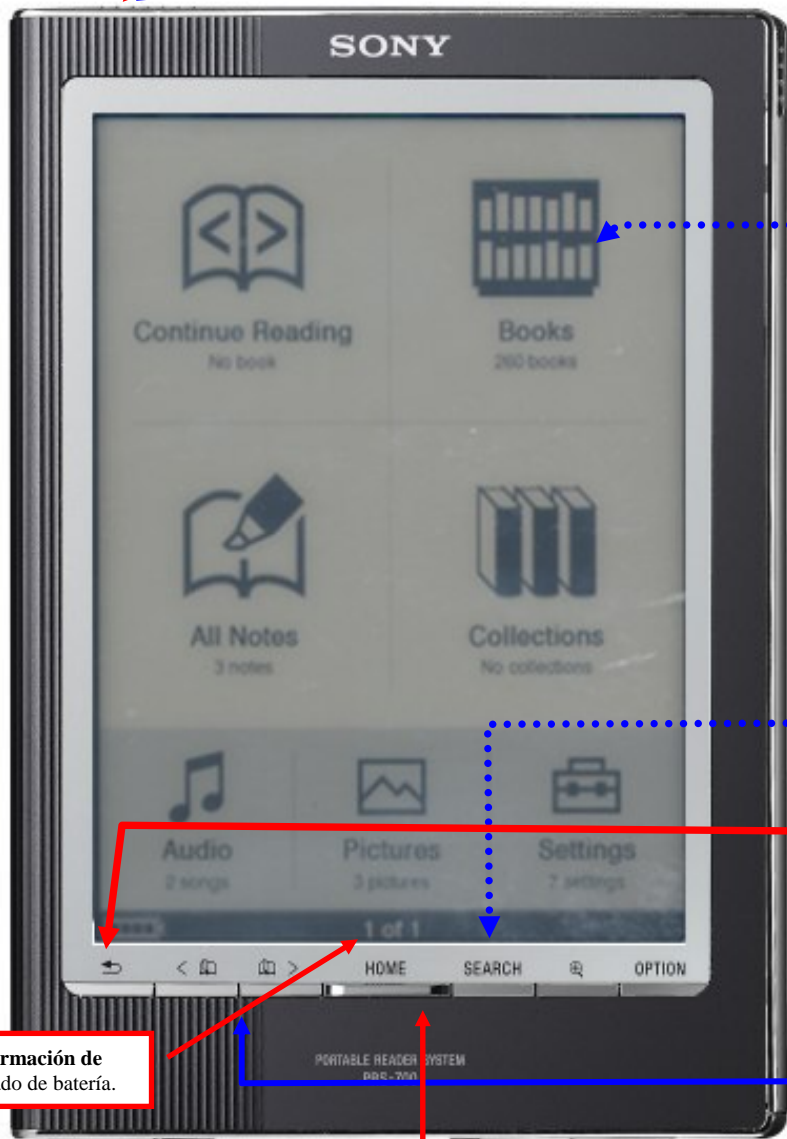 SONY
Continue Reading
No book
Books
260 books
All Notes
3 notes
Collections
No collections
Audio
2 songs
Pictures
3 pictures
Settings
7 settings
1 of 1
< >
HOME
SEARCH
OPTION
rmación de
do de batería.
PORTABLE READER SYSTEM
PRS-700